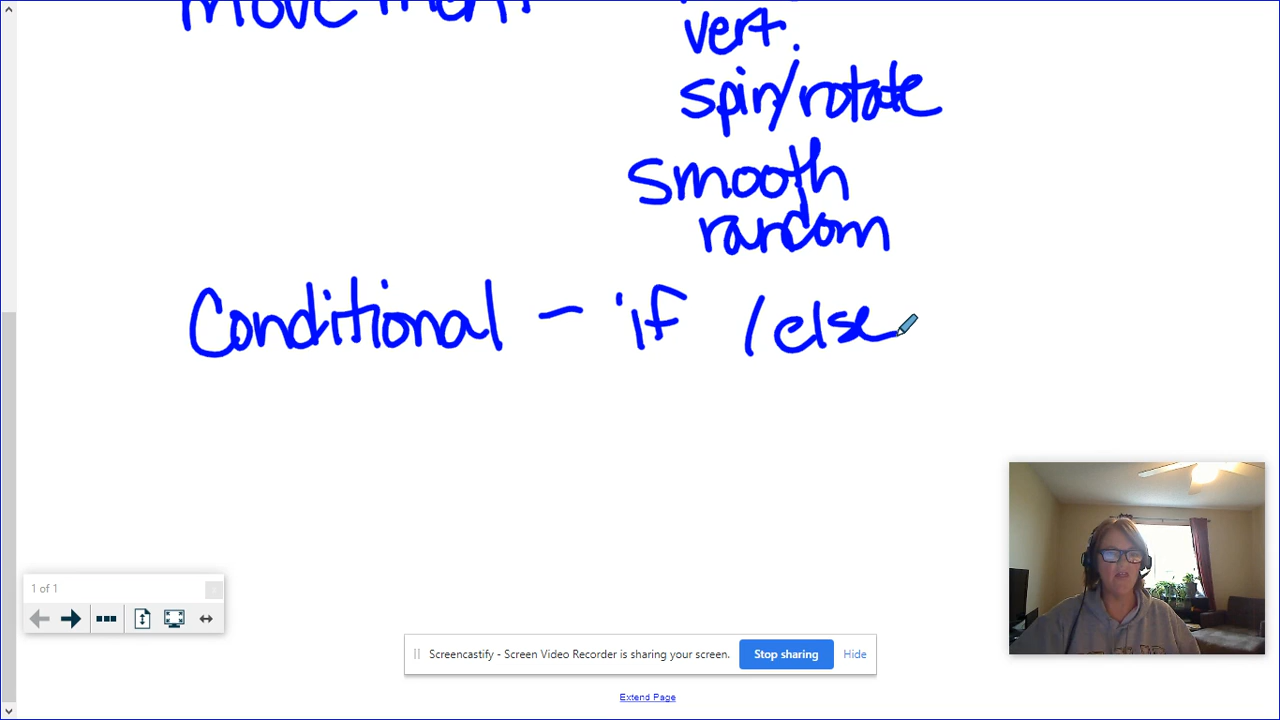 movement
vert.
spin/rotate
smooth
random
Conditional - if /else
1 of 1
Screencastify - Screen Video Recorder is sharing your screen. Stop sharing Hide
Extend Page